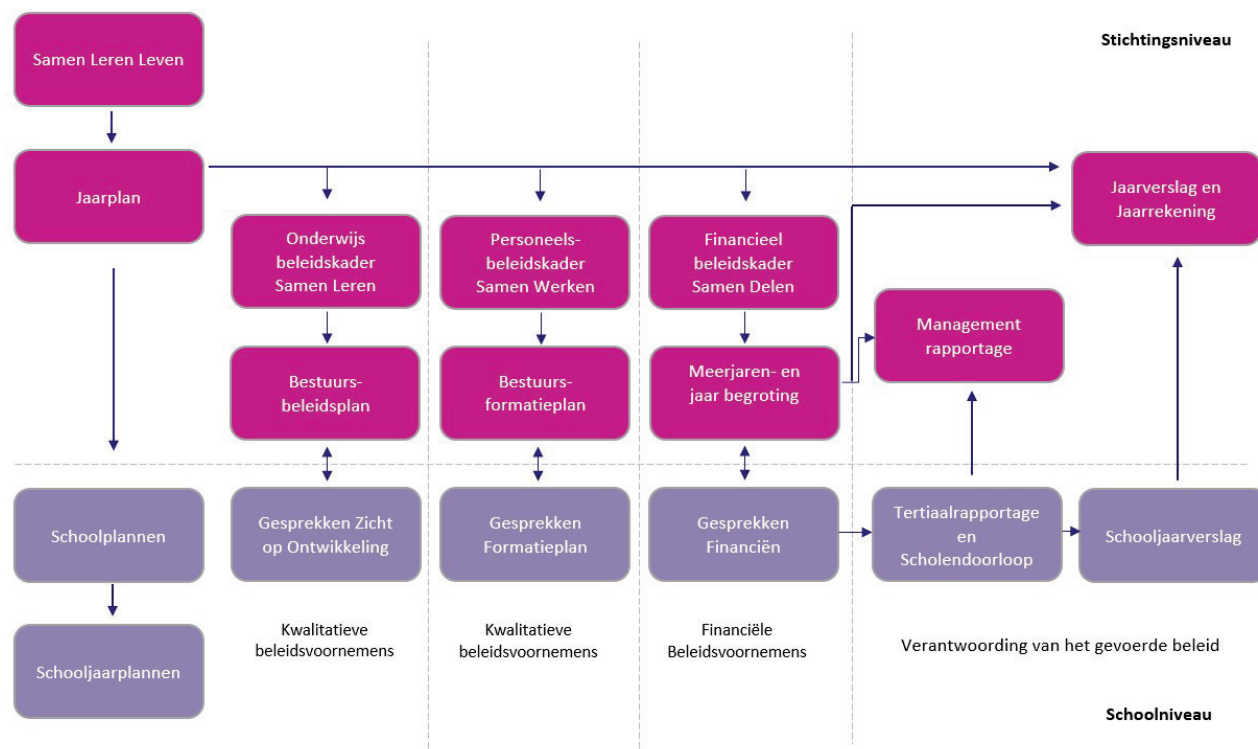 Samen Leren Leven
Stichtingsniveau
Jaarplan
Jaarverslag en
Jaarrekening
Onderwijs
beleidskader
Samen Leren
Personeels-
beleidskader
Samen Werken
Financieel
beleidskader
Samen Delen
Management
rapportage
Bestuurs-
beleidsplan
Bestuurs-
formatieplan
Meerjaren- en
jaar begroting
Schoolplannen
Gesprekken Zicht
op Ontwikkeling
Gesprekken
Formatieplan
Gesprekken
Financiën
Tertiaalrapportage
en
Scholendoorloop
Schooljaarverslag
Schooljaarplannen
Kwalitatieve
beleidsvoornemens
Kwalitatieve
beleidsvoornemens
Financiële
Beleidsvoornemens
Verantwoording van het gevoerde beleid
Schoolniveau